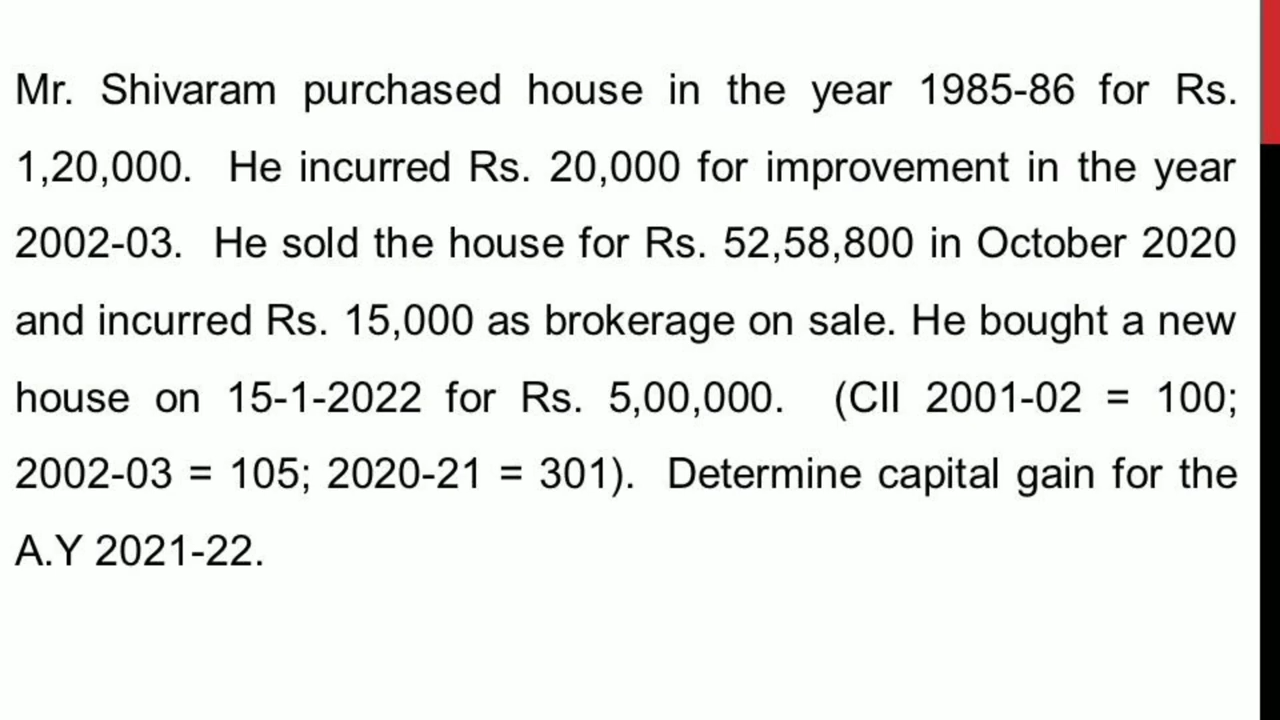 Mr. Shivaram purchased house in the year 1985-86 for Rs.
1,20,000. He incurred Rs. 20,000 for improvement in the year
2002-03. He sold the house for Rs. 52,58,800 in October 2020
and incurred Rs. 15,000 as brokerage on sale. He bought a new
house on 15-1-2022 for Rs. 5,00,000. (CII 2001-02 = 100;
2002-03 = 105; 2020-21 = 301). Determine capital gain for the
A.Y 2021-22.